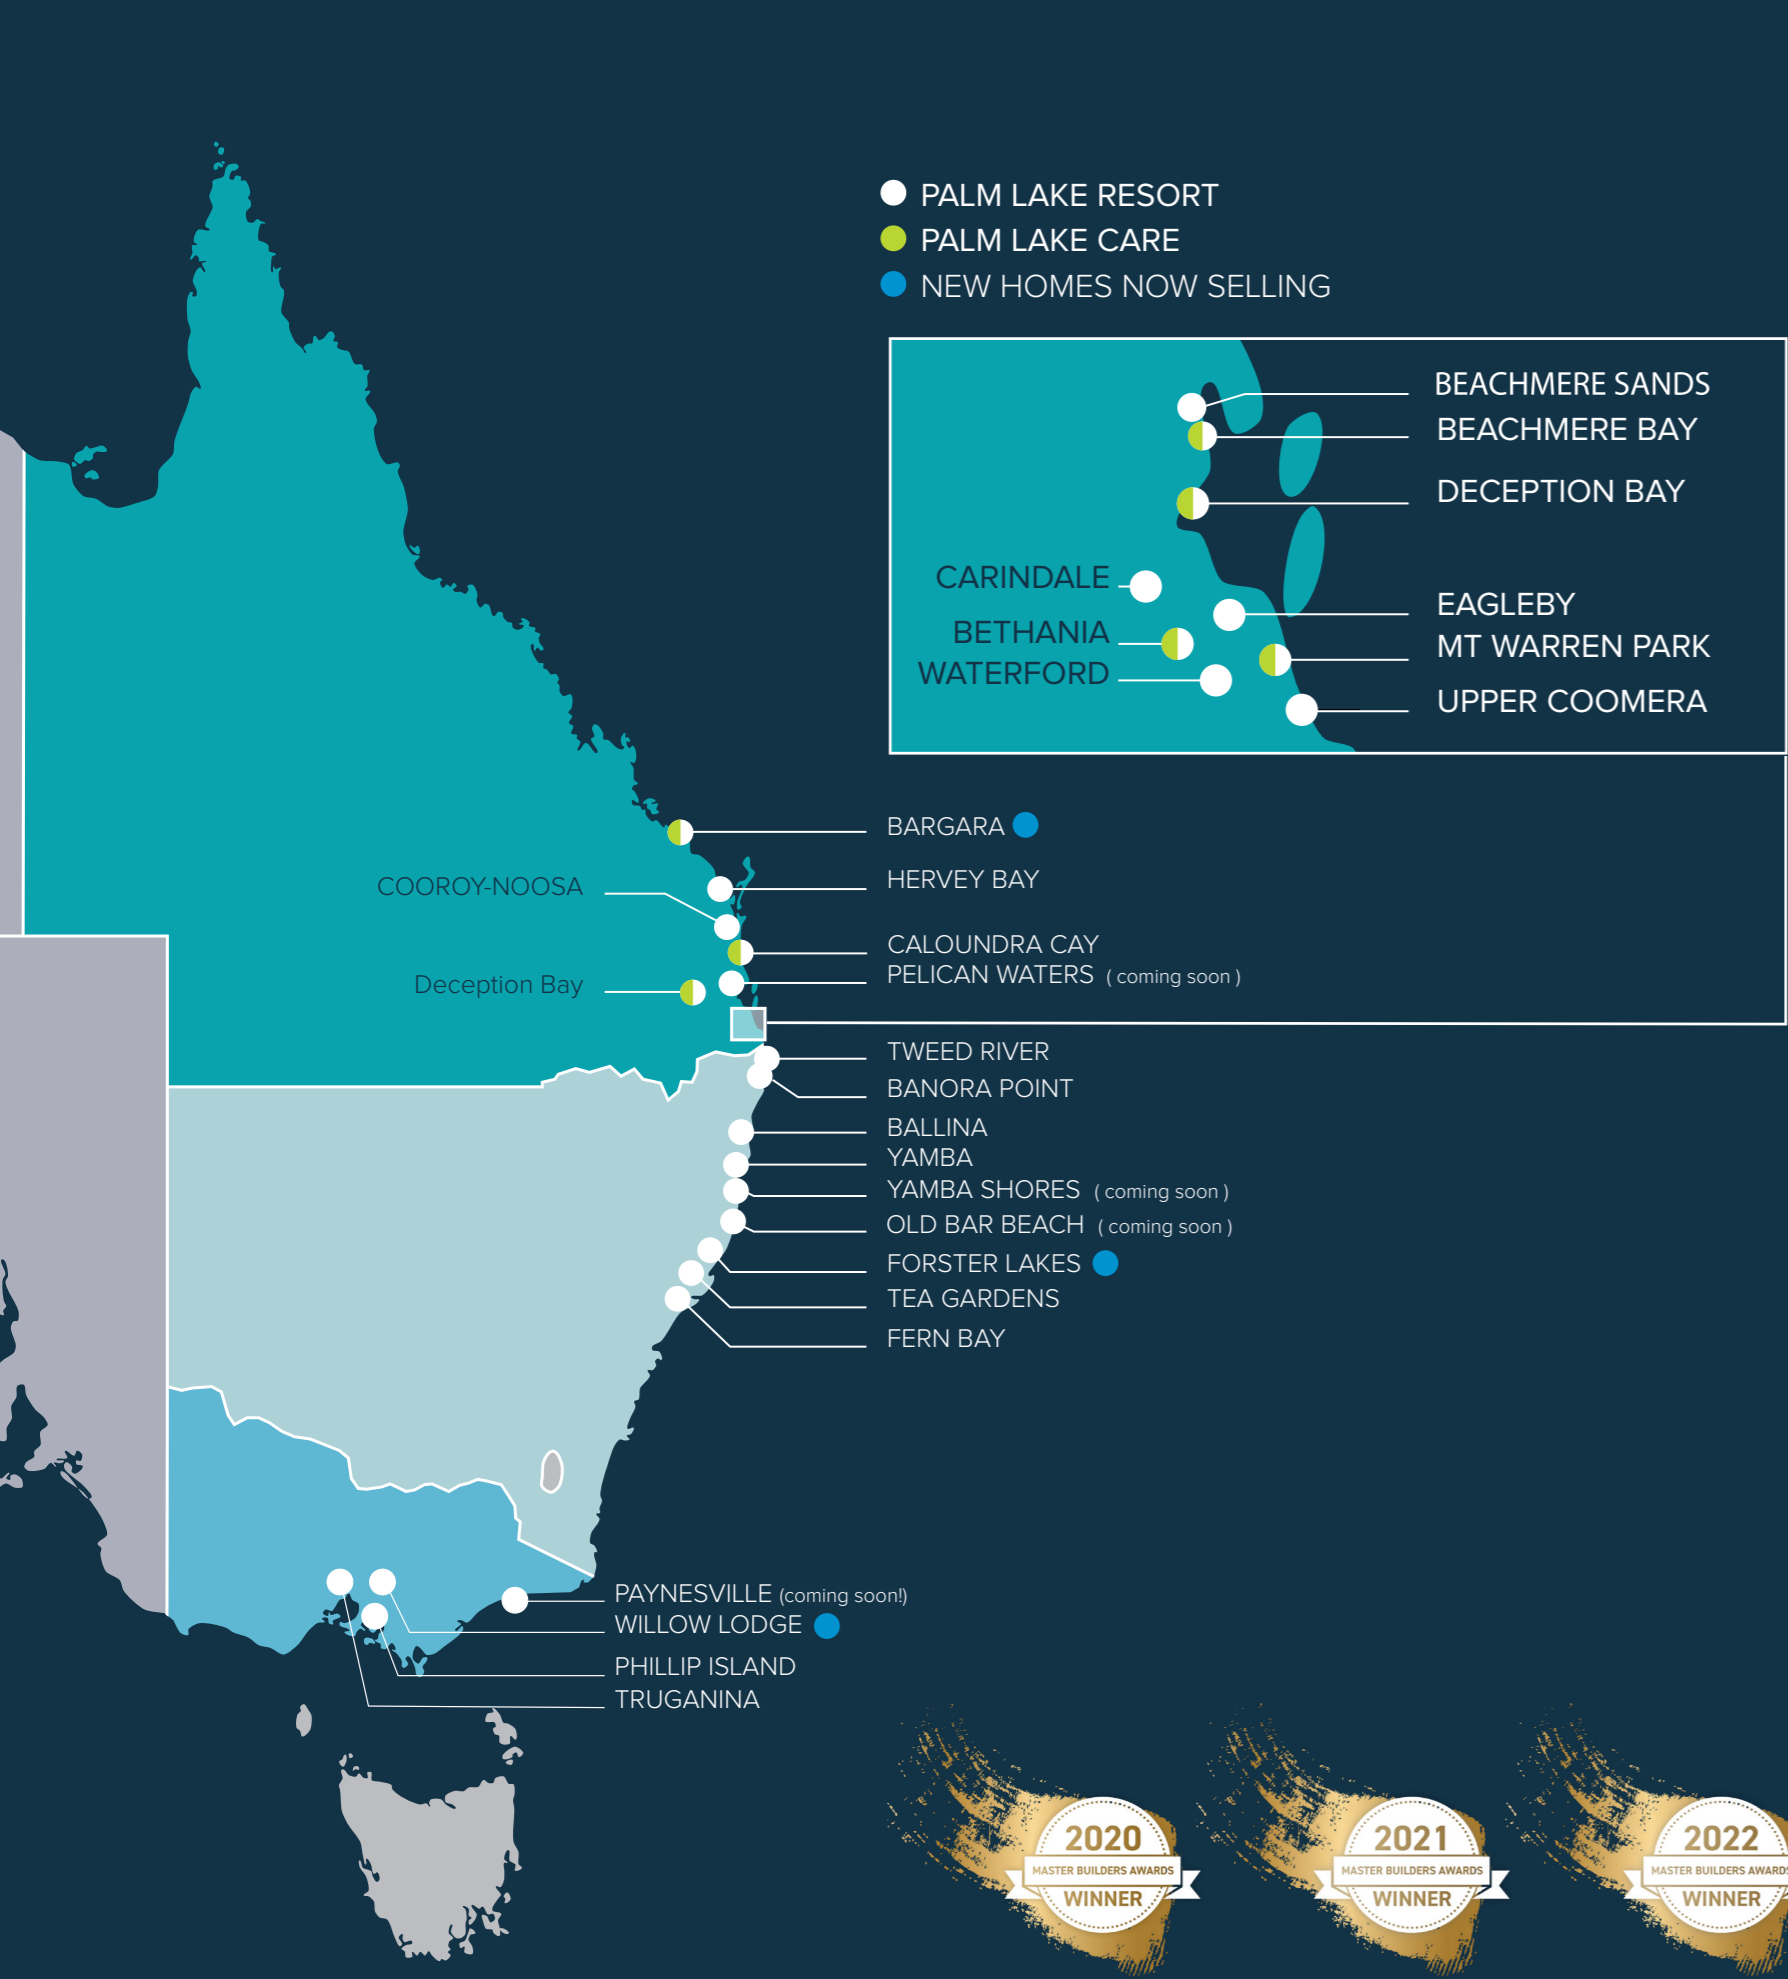 PALM LAKE RESORT
PALM LAKE CARE
NEW HOMES NOW SELLING
BEACHMERE SANDS
BEACHMERE BAY
DECEPTION BAY
CARINDALE
BETHANIA
WATERFORD
EAGLEBY
MT WARREN PARK
UPPER COOMERA
BARGARA
HERVEY BAY
COOROY-NOOSA
CALOUNDRA CAY
PELICAN WATERS ( coming soon )
Deception Bay
TWEED RIVER
BANORA POINT
BALLINA
YAMBA
YAMBA SHORES ( coming soon )
OLD BAR BEACH ( coming soon )
FORSTER LAKES
TEA GARDENS
FERN BAY
PAYNESVILLE (coming soon!)
WILLOW LODGE
PHILLIP ISLAND
TRUGANINA
2020
MASTER BUILDERS AWARDS
WINNER
2021
MASTER BUILDERS AWARDS
WINNER
2022
MASTER BUILDERS AWARDS
WINNER